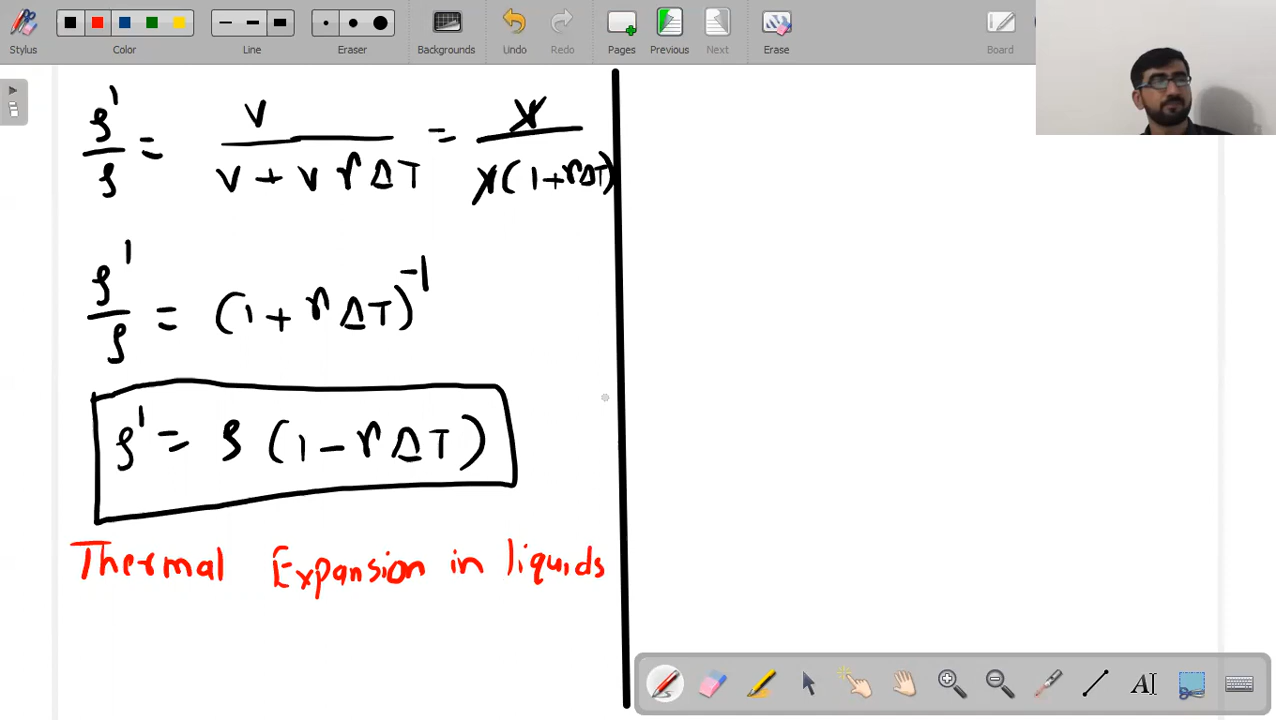 Stylus Color Line Eraser Backgrounds Undo Redo Pages Previous Next Erase Board
ρ'/ρ = V / (V + V γ ΔT) = V / V(1 + γΔT)
ρ'/ρ = (1 + γ ΔT)⁻¹
ρ' = ρ (1 - γ ΔT)
Thermal Expansion in liquids